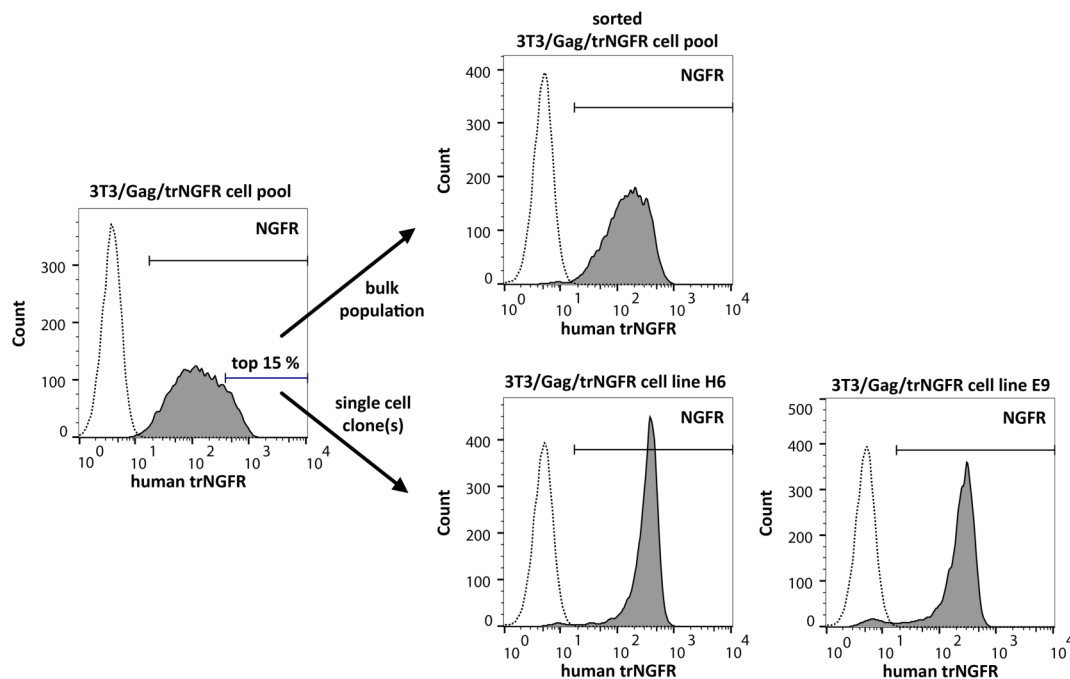 sorted
3T3/Gag/trNGFR cell pool
NGFR
400
300
200
100
0
Count
10^0 10^1 10^2 10^3 10^4
human trNGFR
3T3/Gag/trNGFR cell pool
NGFR
300
200
100
0
Count
top 15 %
10^0 10^1 10^2 10^3 10^4
human trNGFR
bulk
population
single cell
clone(s)
3T3/Gag/trNGFR cell line H6
NGFR
400
300
200
100
0
Count
10^0 10^1 10^2 10^3 10^4
human trNGFR
3T3/Gag/trNGFR cell line E9
NGFR
500
400
300
200
100
0
Count
10^0 10^1 10^2 10^3 10^4
human trNGFR